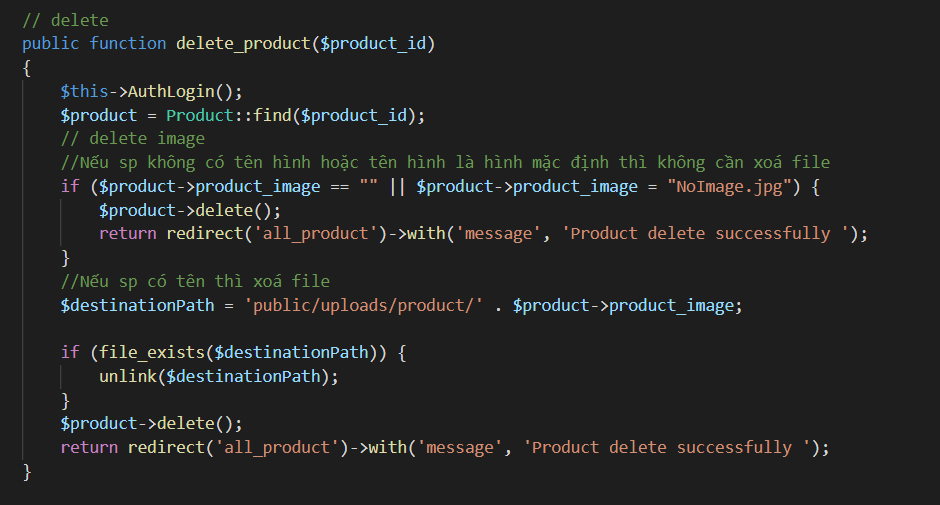 // delete
public function delete_product($product_id)
{
$this->AuthLogin();
$product = Product::find($product_id);
// delete image
//Nếu sp không có tên hình hoặc tên hình là hình mặc định thì không cần xoá file
if ($product->product_image == "" || $product->product_image = "NoImage.jpg") {
$product->delete();
return redirect('all_product')->with('message', 'Product delete successfully ');
}
//Nếu sp có tên thì xoá file
$destinationPath = 'public/uploads/product/' . $product->product_image;
if (file_exists($destinationPath)) {
unlink($destinationPath);
}
$product->delete();
return redirect('all_product')->with('message', 'Product delete successfully ');
}